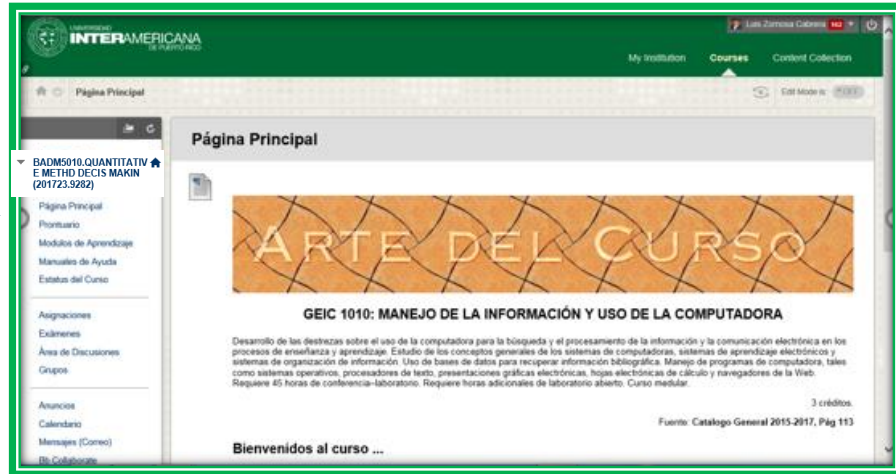 UNIVERSIDAD
INTERAMERICANA
DE PUERTO RICO
Luis Zornosa Cabrera
My Institution Courses Content Collection
Página Principal
Edit Mode is: OFF
BADM5010.QUANTITATIV
E METHD DECIS MAKIN
(201723.9282)
Página Principal
Prontuario
Modulos de Aprendizaje
Manuales de Ayuda
Estatus del Curso
Asignaciones
Exámenes
Área de Discusiones
Grupos
Anuncios
Calendario
Mensajes (Correo)
Bb Collaborate
Página Principal
ARTE DEL CURSO
GEIC 1010: MANEJO DE LA INFORMACIÓN Y USO DE LA COMPUTADORA
Desarrollo de las destrezas sobre el uso de la computadora para la búsqueda y el procesamiento de la información y la comunicación electrónica en los
procesos de enseñanza y aprendizaje. Estudio de los conceptos generales de los sistemas de computadoras, sistemas de aprendizaje electrónicos y
sistemas de organización de información. Uso de bases de datos para recuperar información bibliográfica. Manejo de programas de computadora, tales
como sistemas operativos, procesadores de texto, presentaciones gráficas electrónicas, hojas electrónicas de cálculo y navegadores de la Web.
Requiere 45 horas de conferencia–laboratorio. Requiere horas adicionales de laboratorio abierto. Curso medular.
3 créditos.
Fuente: Catalogo General 2015-2017, Pág 113
Bienvenidos al curso ...